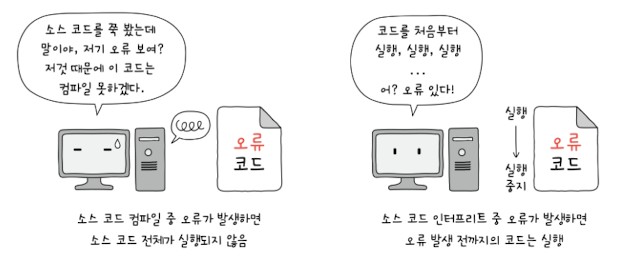 소스 코드를 쭉 봤는데
말이야, 저기 오류 보여?
저것 때문에 이 코드는
컴파일 못하겠다.
오류
코드
소스 코드 컴파일 중 오류가 발생하면
소스 코드 전체가 실행되지 않음
코드를 처음부터
실행, 실행, 실행
...
어? 오류 있다!
실행
실행
중지
오류
코드
소스 코드 인터프리트 중 오류가 발생하면
오류 발생 전까지의 코드는 실행